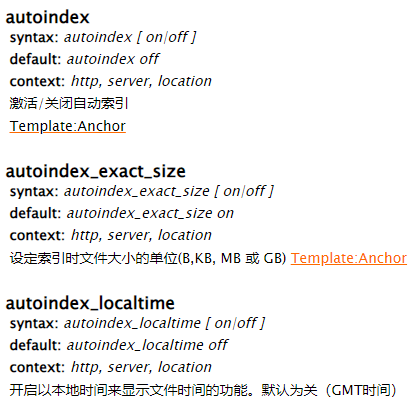 autoindex
syntax: autoindex [ on|off ]
default: autoindex off
context: http, server, location
激活/关闭自动索引
Template:Anchor
autoindex_exact_size
syntax: autoindex_exact_size [ on|off ]
default: autoindex_exact_size on
context: http, server, location
设定索引时文件大小的单位(B,KB, MB 或 GB) Template:Anchor
autoindex_localtime
syntax: autoindex_localtime [ on|off ]
default: autoindex_localtime off
context: http, server, location
开启以本地时间来显示文件时间的功能。默认为关（GMT时间）